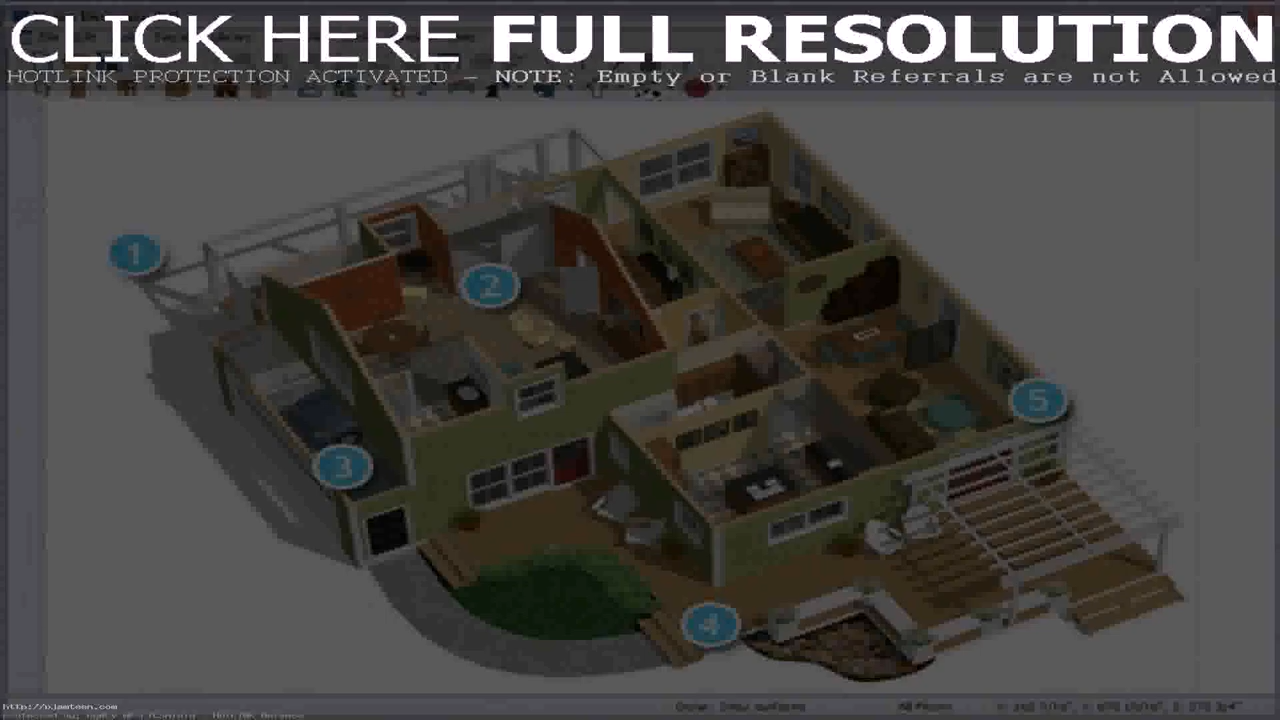 CLICK HERE FULL RESOLUTION
HOTLINK PROTECTION ACTIVATED – NOTE: Empty or Blank Referrals are not Allowed
1
2
5
3
4